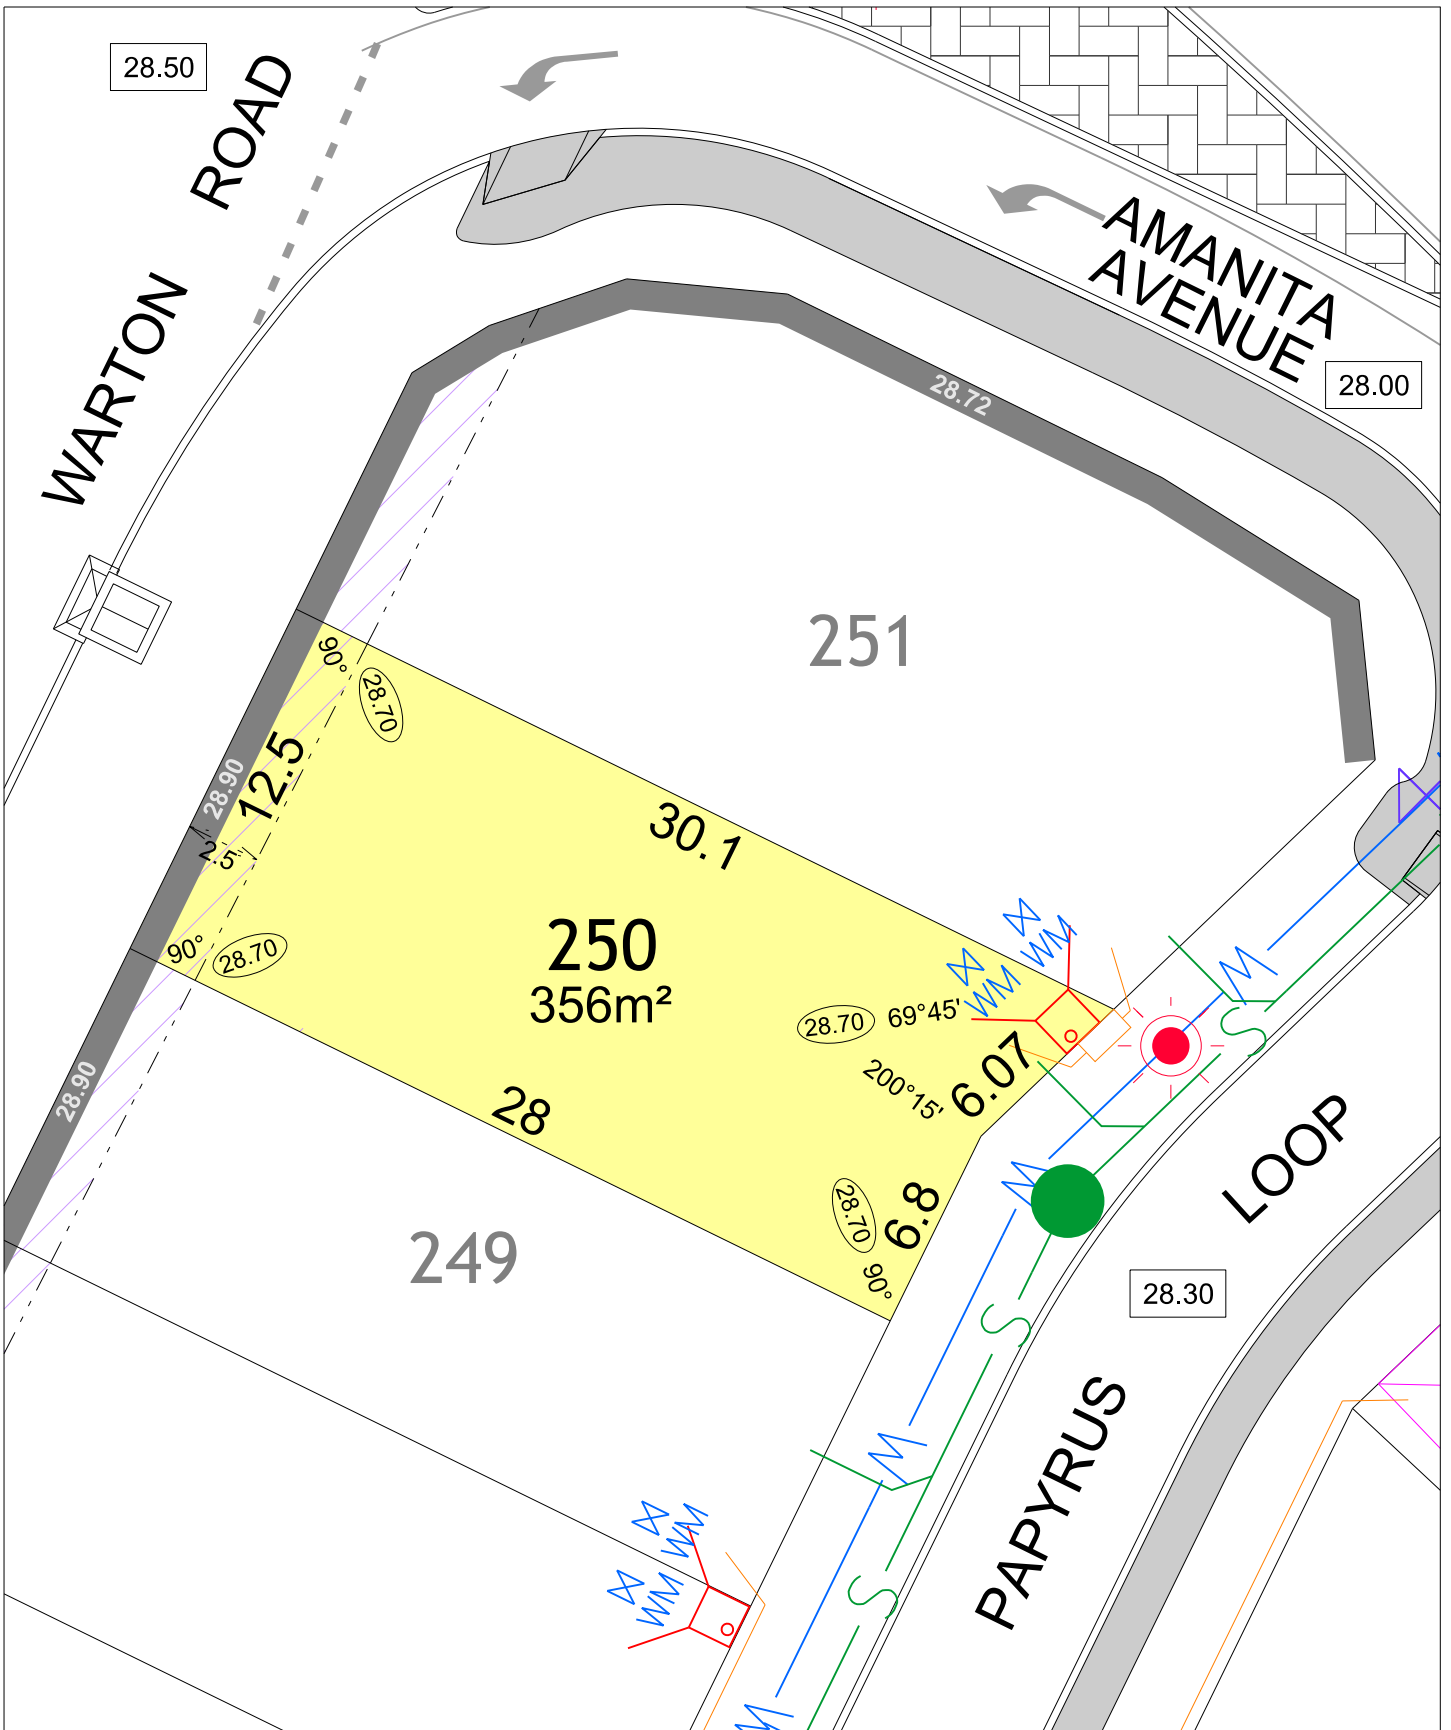 28.50
WARTON ROAD
AMANITA
AVENUE
28.00
28.72
251
90°
28.70
12.5
28.90
2.5
30.1
250
356m²
90°
28.70
28.70
69°45'
200°15'
6.07
WM
WM
M
S
28.90
28
28.70
6.8
90°
M
249
LOOP
PAPYRUS
28.30
S
M
WM
WM
S
M